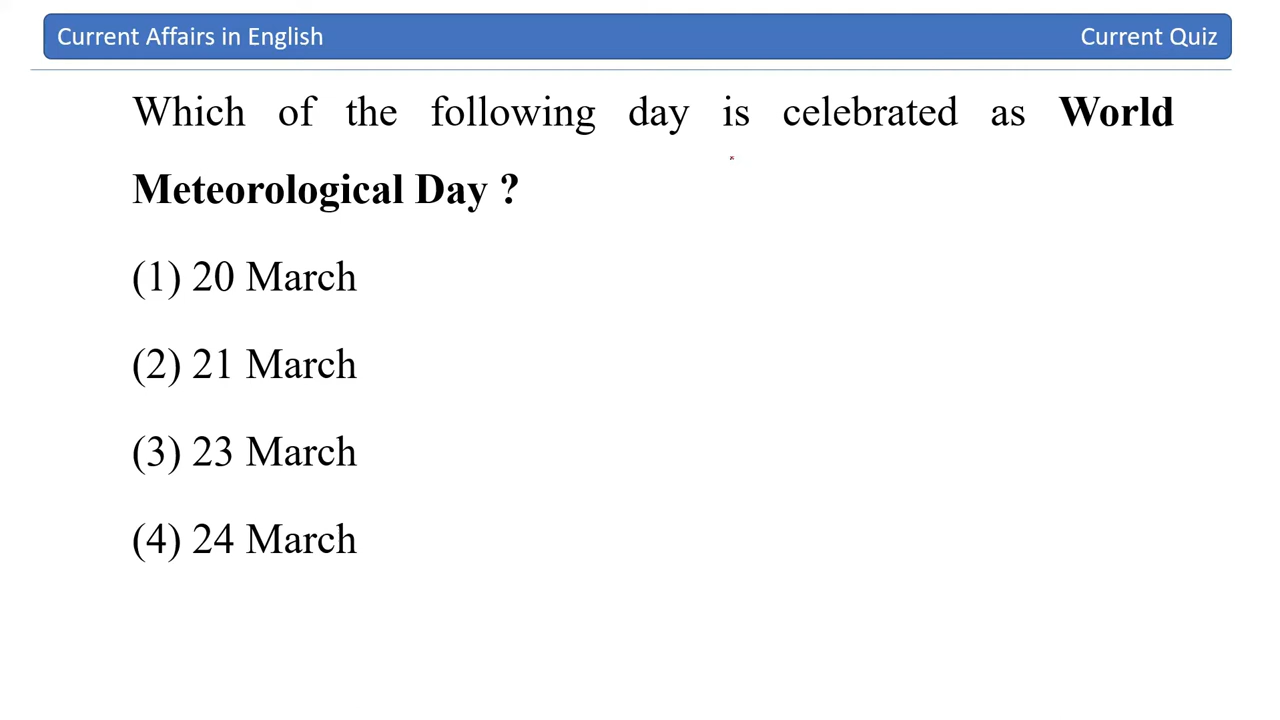 Current Affairs in English Current Quiz
Which of the following day is celebrated as World
Meteorological Day ?
(1) 20 March
(2) 21 March
(3) 23 March
(4) 24 March